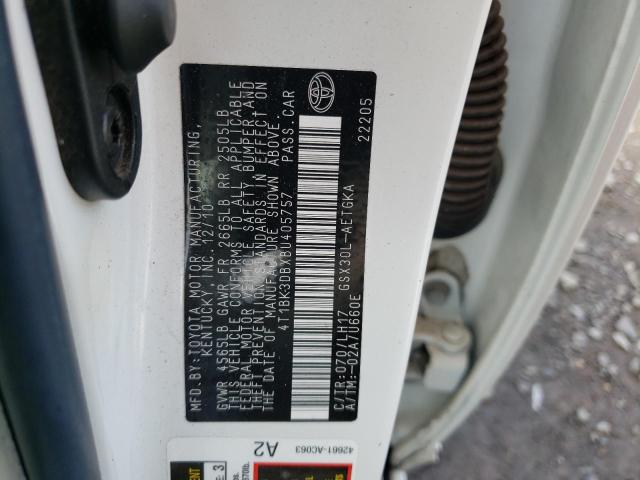 MFD.BY:TOYOTA MOTOR MANUFACTURING,
KENTUCKY, INC. 12/10
GVWR 4565LB GAWR FR 2665LB RR 2505LB
THIS VEHICLE CONFORMS TO ALL APPLICABLE
FEDERAL MOTOR VEHICLE SAFETY, BUMPER AND
THEFT PREVENTION STANDARDS IN EFFECT ON
THE DATE OF MANUFACTURE SHOWN ABOVE.
4T1BK3DBXBU405757 PASS.CAR
C/TR:070/LH17 GSX30L-AETGKA
A/TM:-02A/U660E 22205
42661-AC063
A2
3